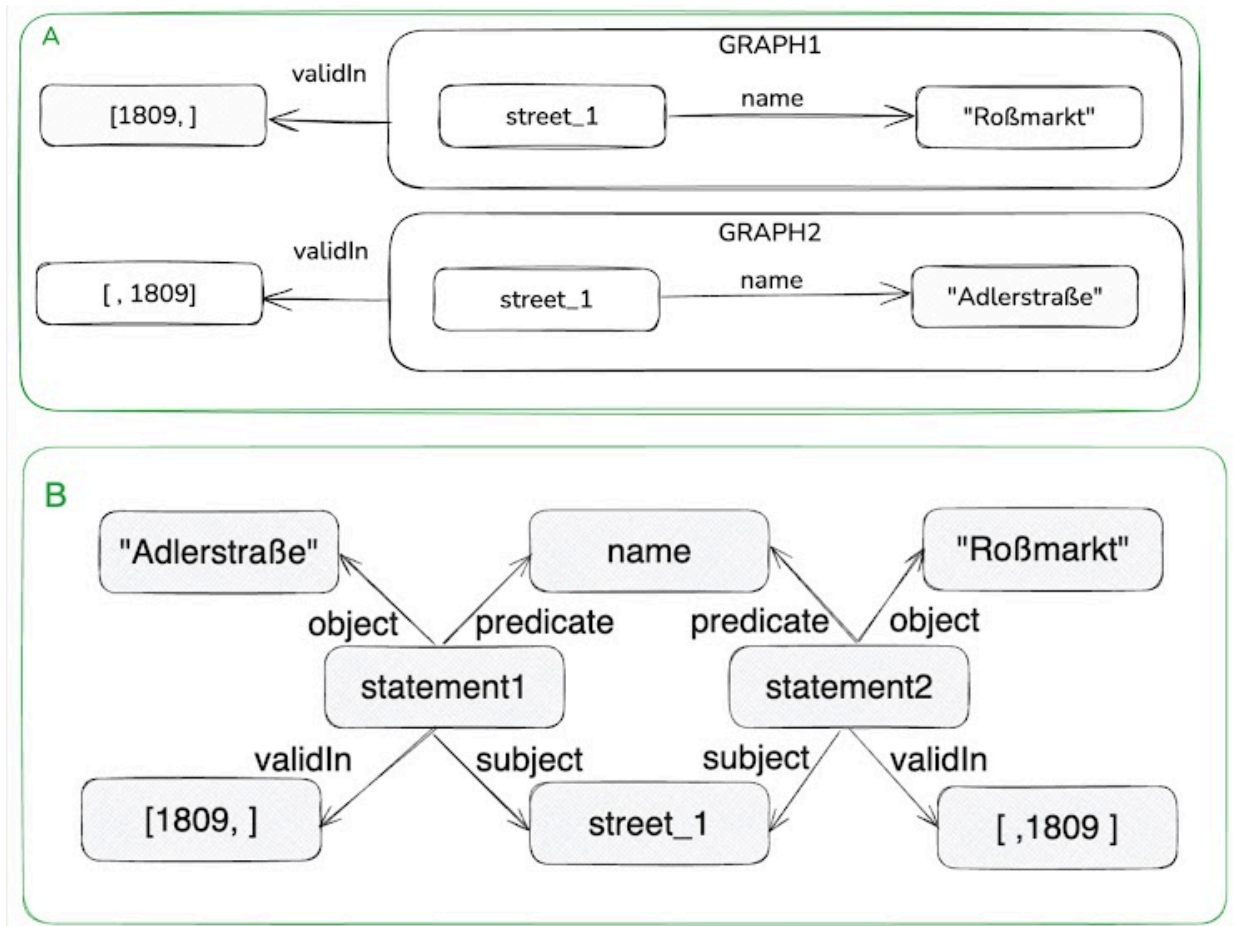 A
GRAPH1
validIn
[1809, ]
street_1
name
"Roßmarkt"
GRAPH2
validIn
[ , 1809]
street_1
name
"Adlerstraße"
B
"Adlerstraße"
name
"Roßmarkt"
object
predicate
predicate
object
statement1
statement2
validIn
subject
subject
validIn
[1809, ]
street_1
[ ,1809 ]